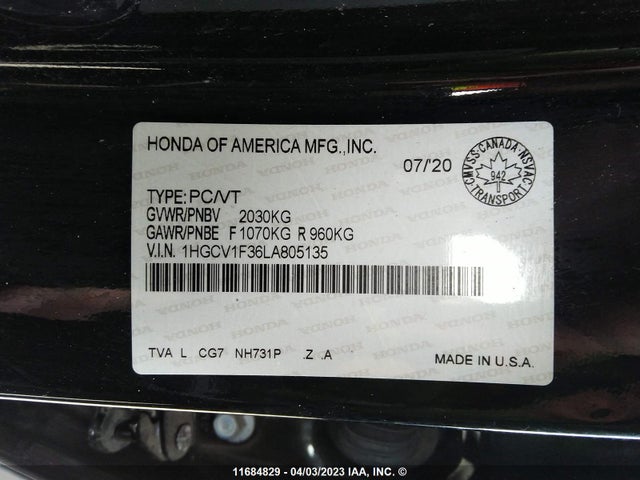 HONDA OF AMERICA MFG.,INC.
07/'20
CMVSS·CANADA·NSVAC
942
TRANSPORT
TYPE: PC/VT
GVWR/PNBV 2030KG
GAWR/PNBE F 1070KG R 960KG
V.I.N. 1HGCV1F36LA805135
TVA L CG7 NH731P .Z .A
MADE IN U.S.A.
11684829 - 04/03/2023 IAA, INC. ©